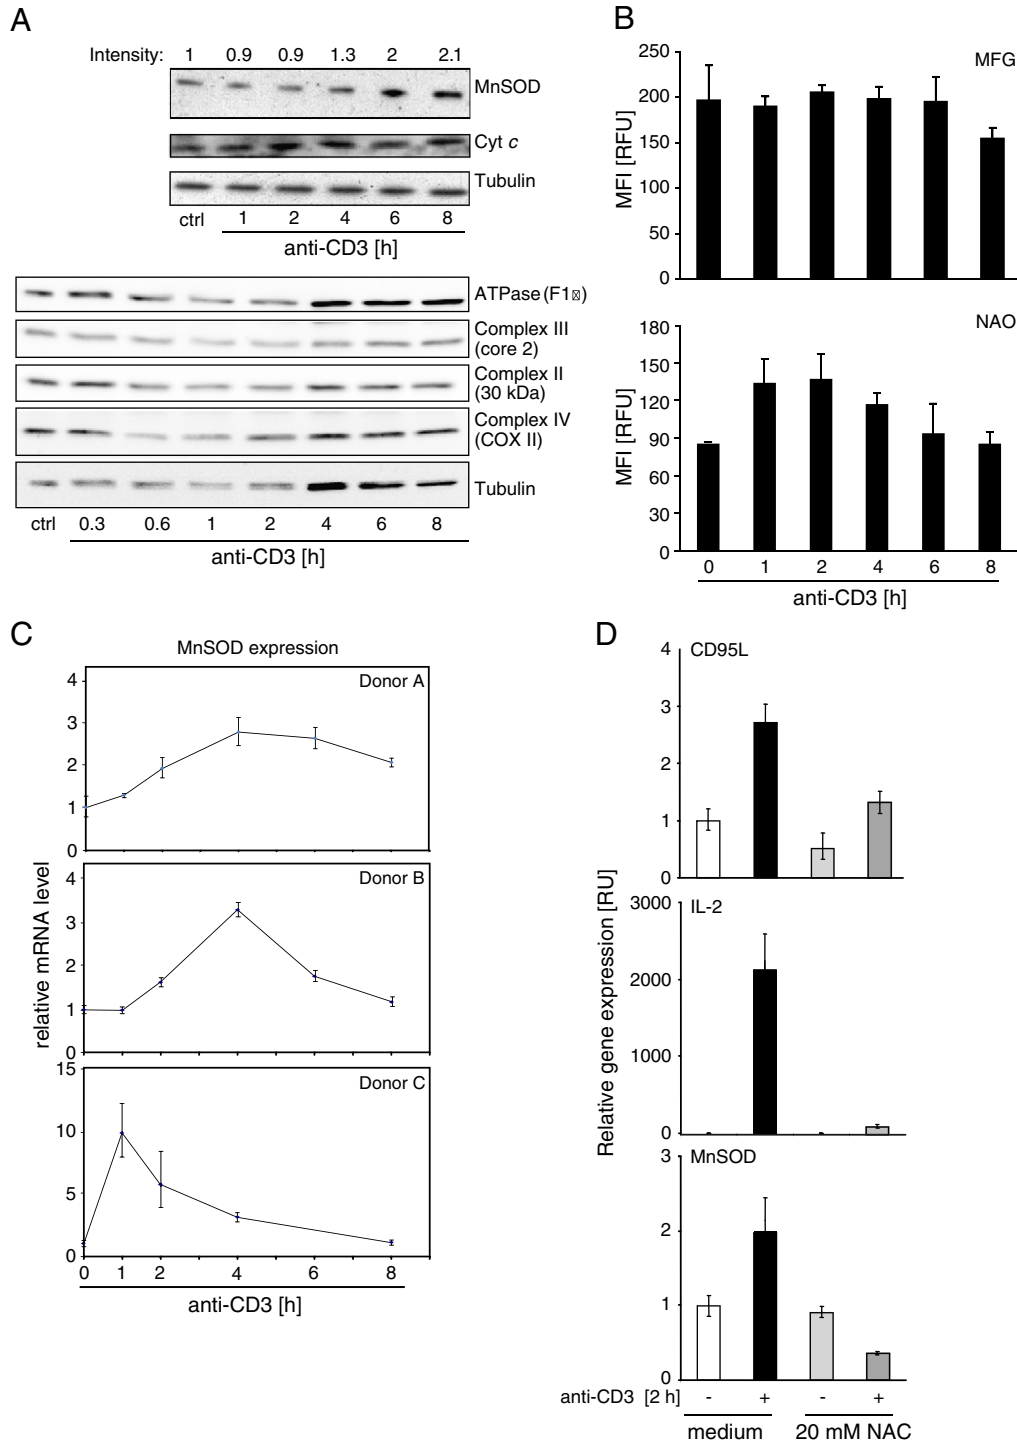 A
Intensity: 1 0.9 0.9 1.3 2 2.1
MnSOD
Cyt c
Tubulin
ctrl 1 2 4 6 8
anti-CD3 [h]
ATPase (F1)
Complex III
(core 2)
Complex II
(30 kDa)
Complex IV
(COX II)
Tubulin
ctrl 0.3 0.6 1 2 4 6 8
anti-CD3 [h]
B
MFG
MFI [RFU]
250
200
150
100
50
0
NAO
MFI [RFU]
180
150
120
90
60
30
0
0 1 2 4 6 8
anti-CD3 [h]
C
MnSOD expression
relative mRNA level
Donor A
4
3
2
1
0
Donor B
4
3
2
1
0
Donor C
15
10
5
0
0 1 2 4 6 8
anti-CD3 [h]
D
Relative gene expression [RU]
CD95L
4
3
2
1
0
IL-2
3000
2000
1000
0
MnSOD
3
2
1
0
anti-CD3 [2 h] - + - +
medium 20 mM NAC